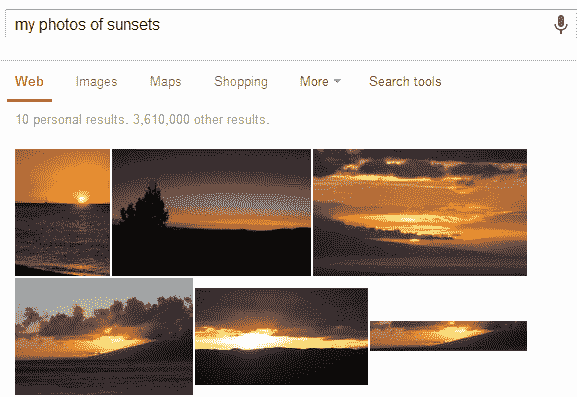 my photos of sunsets
Web Images Maps Shopping More Search tools
10 personal results. 3,610,000 other results.